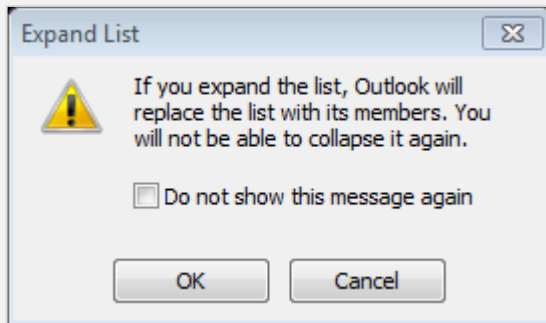 Expand List
If you expand the list, Outlook will
replace the list with its members. You
will not be able to collapse it again.
Do not show this message again
OK
Cancel